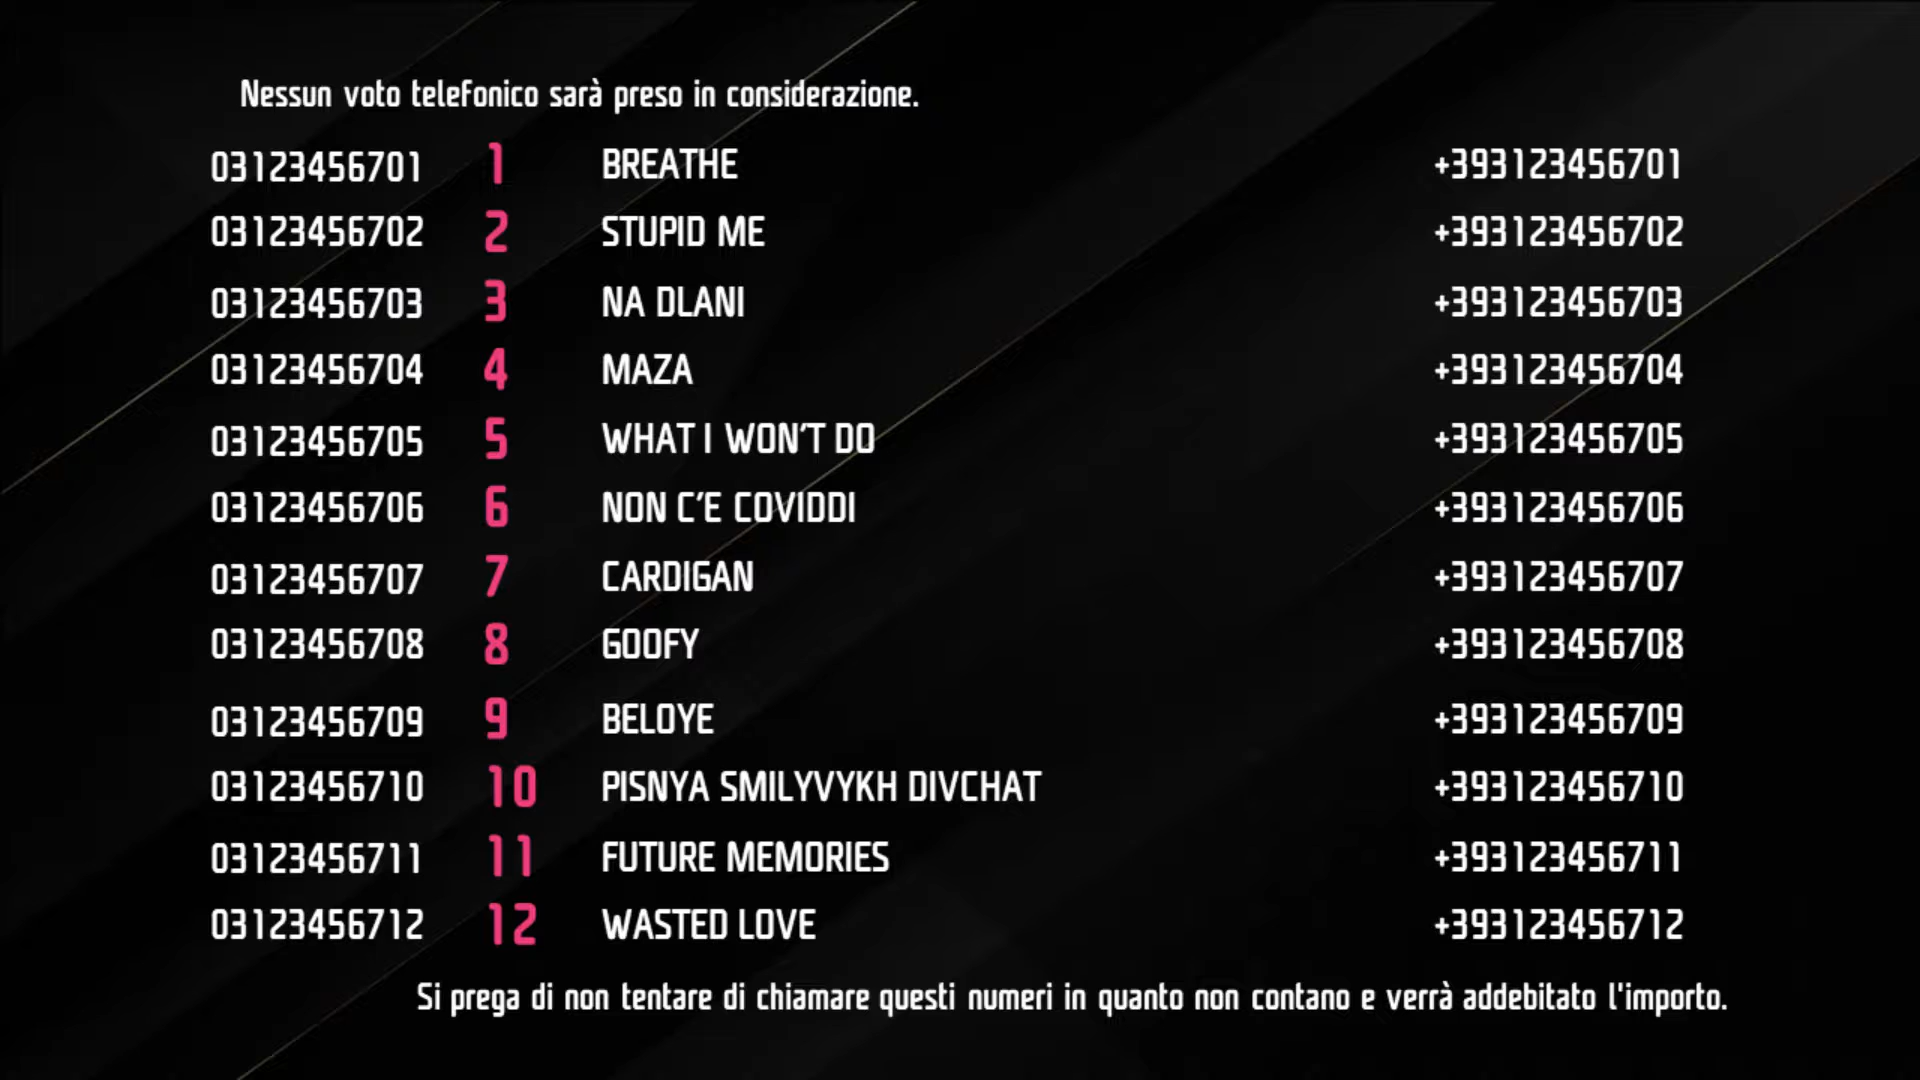 Nessun voto telefonico sarà preso in considerazione.
03123456701 1 BREATHE +393123456701
03123456702 2 STUPID ME +393123456702
03123456703 3 NA DLANI +393123456703
03123456704 4 MAZA +393123456704
03123456705 5 WHAT I WON'T DO +393123456705
03123456706 6 NON C'E COVIDDI +393123456706
03123456707 7 CARDIGAN +393123456707
03123456708 8 GOOFY +393123456708
03123456709 9 BELOYE +393123456709
03123456710 10 PISNYA SMILYVYKH DIVCHAT +393123456710
03123456711 11 FUTURE MEMORIES +393123456711
03123456712 12 WASTED LOVE +393123456712
Si prega di non tentare di chiamare questi numeri in quanto non contano e verrà addebitato l'importo.